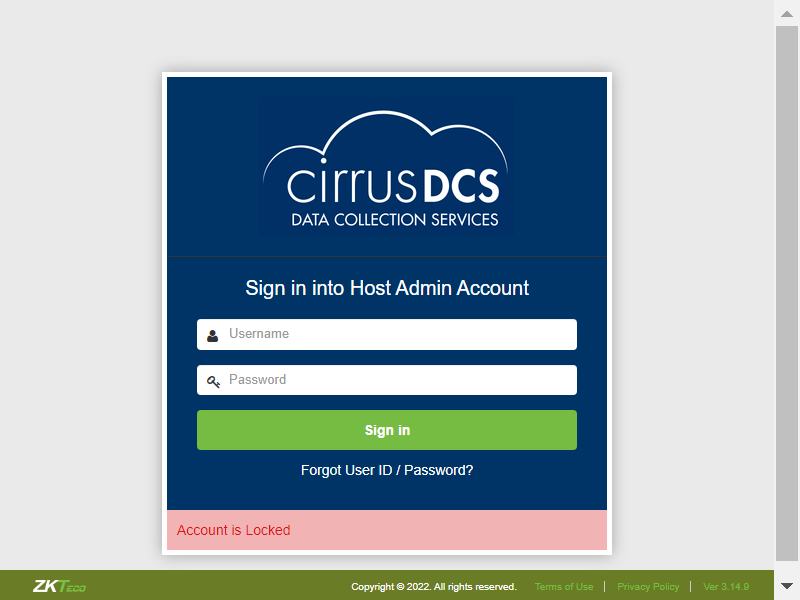 cirrusDCS
DATA COLLECTION SERVICES
Sign in into Host Admin Account
Username
Password
Sign in
Forgot User ID / Password?
Account is Locked
ZKTECO Copyright © 2022. All rights reserved. Terms of Use | Privacy Policy | Ver 3.14.9